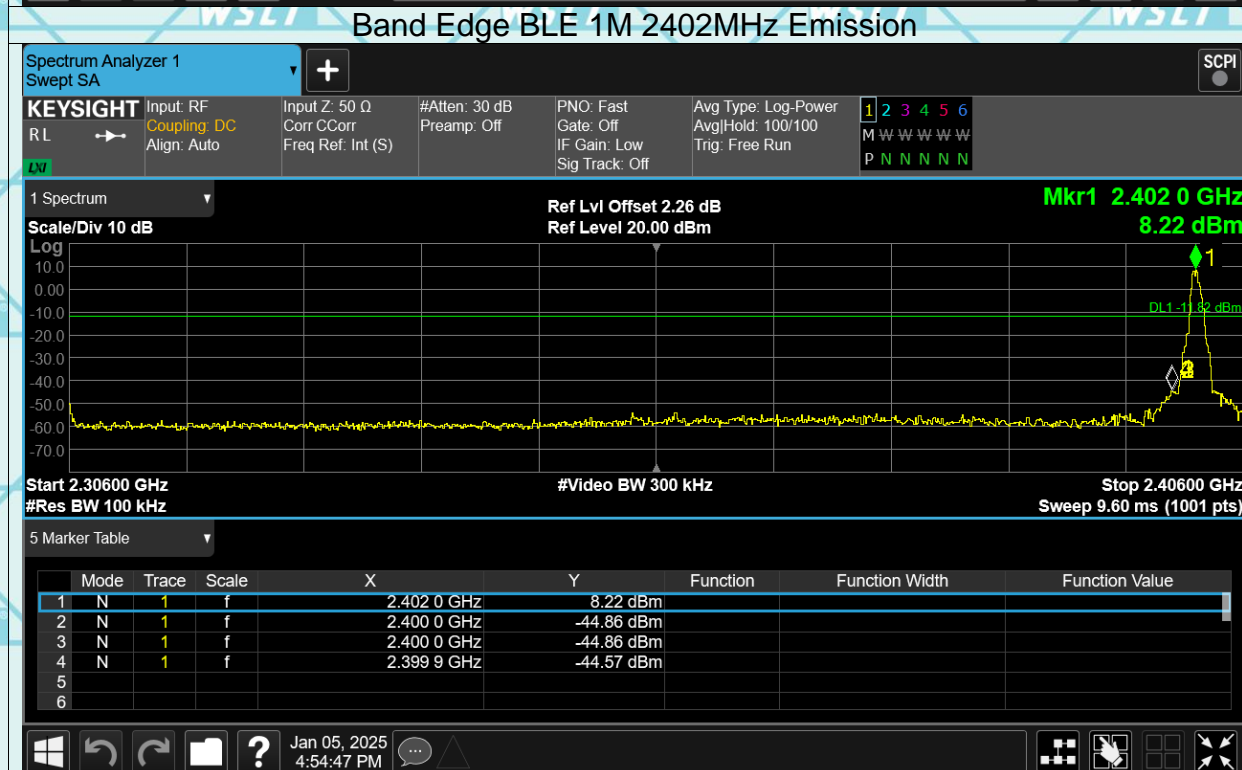 WSCT WSCT WSCT
Band Edge BLE 1M 2402MHz Emission
Spectrum Analyzer 1
Swept SA
SCPI
KEYSIGHT
RL
LXI
Input: RF
Coupling: DC
Align: Auto
Input Z: 50 Ω
Corr CCorr
Freq Ref: Int (S)
#Atten: 30 dB
Preamp: Off
PNO: Fast
Gate: Off
IF Gain: Low
Sig Track: Off
Avg Type: Log-Power
Avg|Hold: 100/100
Trig: Free Run
1 2 3 4 5 6
M W W W W W
P N N N N N
1 Spectrum
Scale/Div 10 dB
Ref Lvl Offset 2.26 dB
Ref Level 20.00 dBm
Mkr1 2.402 0 GHz
8.22 dBm
Log
10.0
0.00
-10.0
-20.0
-30.0
-40.0
-50.0
-60.0
-70.0
1
DL1 -11.82 dBm
Start 2.30600 GHz
#Res BW 100 kHz
#Video BW 300 kHz
Stop 2.40600 GHz
Sweep 9.60 ms (1001 pts)
5 Marker Table
Mode Trace Scale X Y Function Function Width Function Value
1 N 1 f 2.402 0 GHz 8.22 dBm
2 N 1 f 2.400 0 GHz -44.86 dBm
3 N 1 f 2.400 0 GHz -44.86 dBm
4 N 1 f 2.399 9 GHz -44.57 dBm
5
6
?
Jan 05, 2025
4:54:47 PM